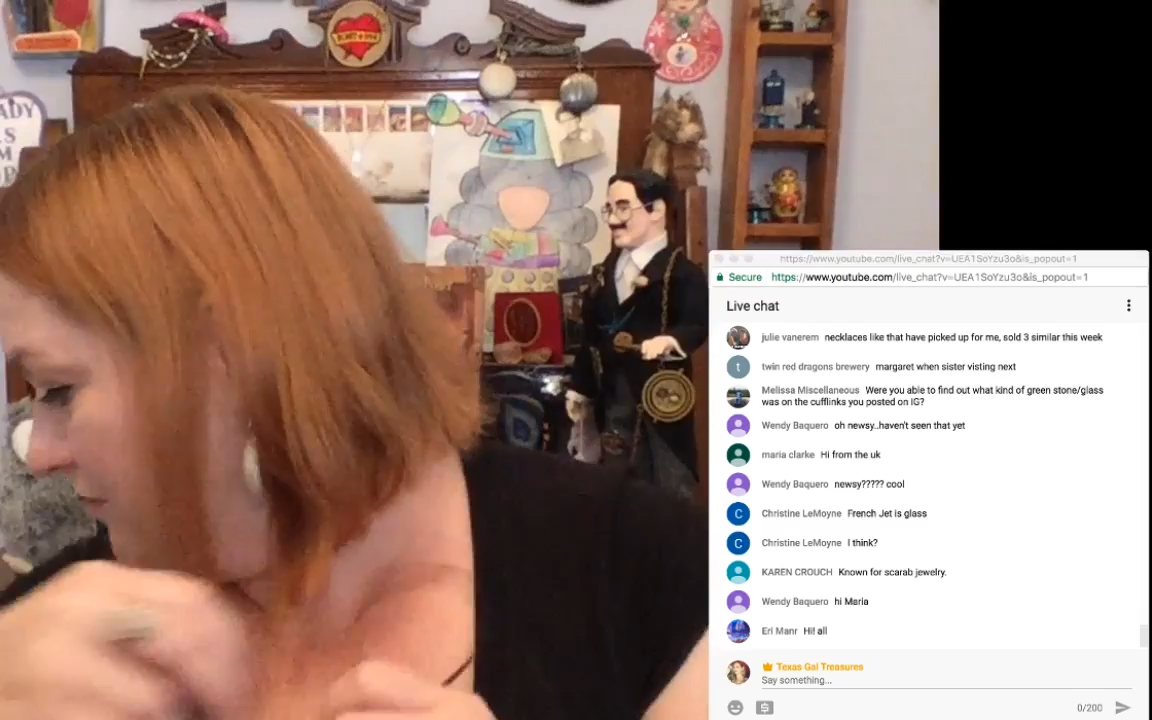 https://www.youtube.com/live_chat?v=UEA1SoYzu3o&is_popout=1
Secure https://www.youtube.com/live_chat?v=UEA1SoYzu3o&is_popout=1
Live chat
julie vanerem necklaces like that have picked up for me, sold 3 similar this week
t twin red dragons brewery margaret when sister visting next
Melissa Miscellaneous Were you able to find out what kind of green stone/glass
was on the cufflinks you posted on IG?
Wendy Baquero oh newsy..haven't seen that yet
maria clarke Hi from the uk
Wendy Baquero newsy????? cool
C Christine LeMoyne French Jet is glass
C Christine LeMoyne I think?
KAREN CROUCH Known for scarab jewelry.
Wendy Baquero hi Maria
Eri Manr Hi! all
Texas Gal Treasures
Say something...
0/200